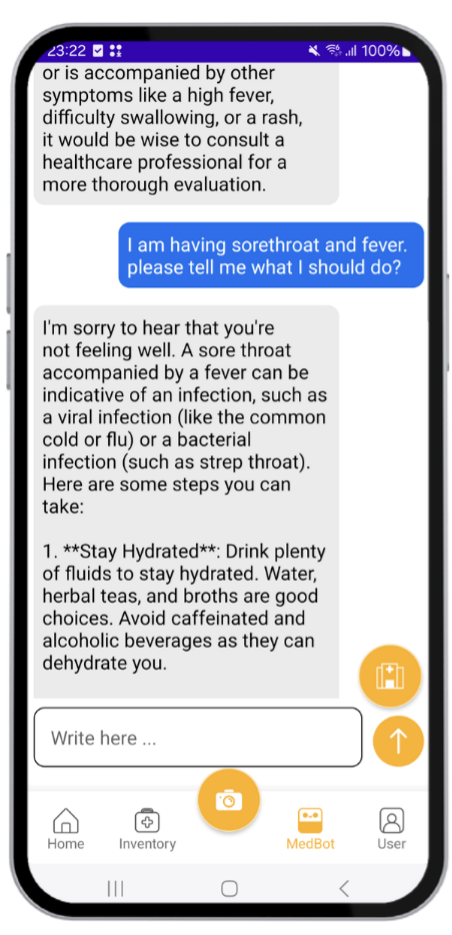 23:22 100%
or is accompanied by other
symptoms like a high fever,
difficulty swallowing, or a rash,
it would be wise to consult a
healthcare professional for a
more thorough evaluation.
I am having sorethroat and fever.
please tell me what I should do?
I'm sorry to hear that you're
not feeling well. A sore throat
accompanied by a fever can be
indicative of an infection, such as
a viral infection (like the common
cold or flu) or a bacterial
infection (such as strep throat).
Here are some steps you can
take:
1. **Stay Hydrated**: Drink plenty
of fluids to stay hydrated. Water,
herbal teas, and broths are good
choices. Avoid caffeinated and
alcoholic beverages as they can
dehydrate you.
Write here ...
Home Inventory MedBot User